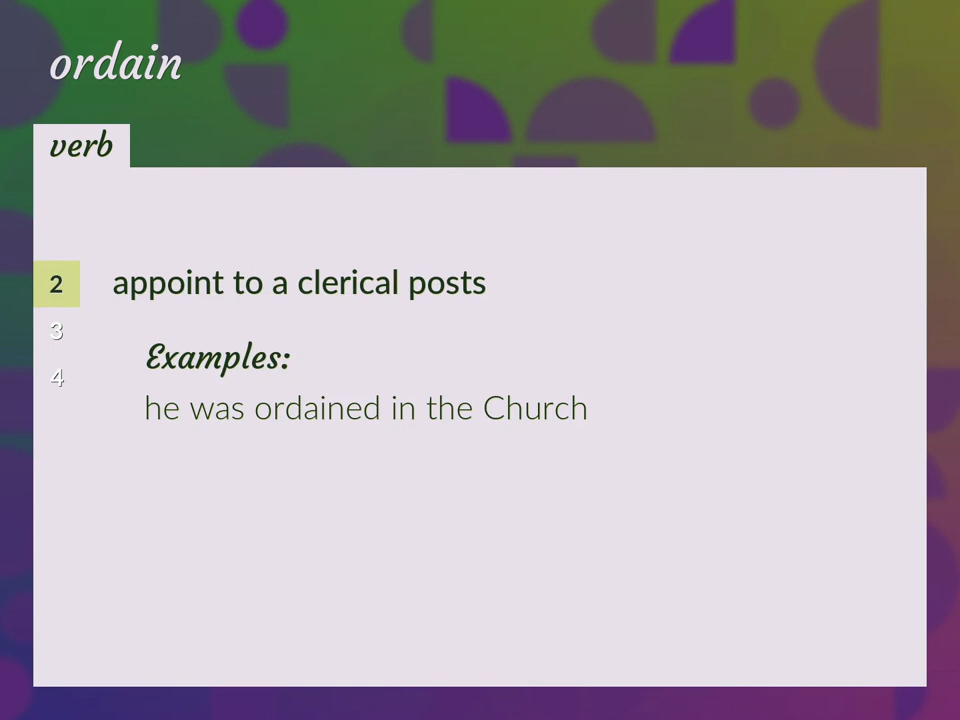 ordain
verb
2 appoint to a clerical posts
3
Examples:
4
he was ordained in the Church